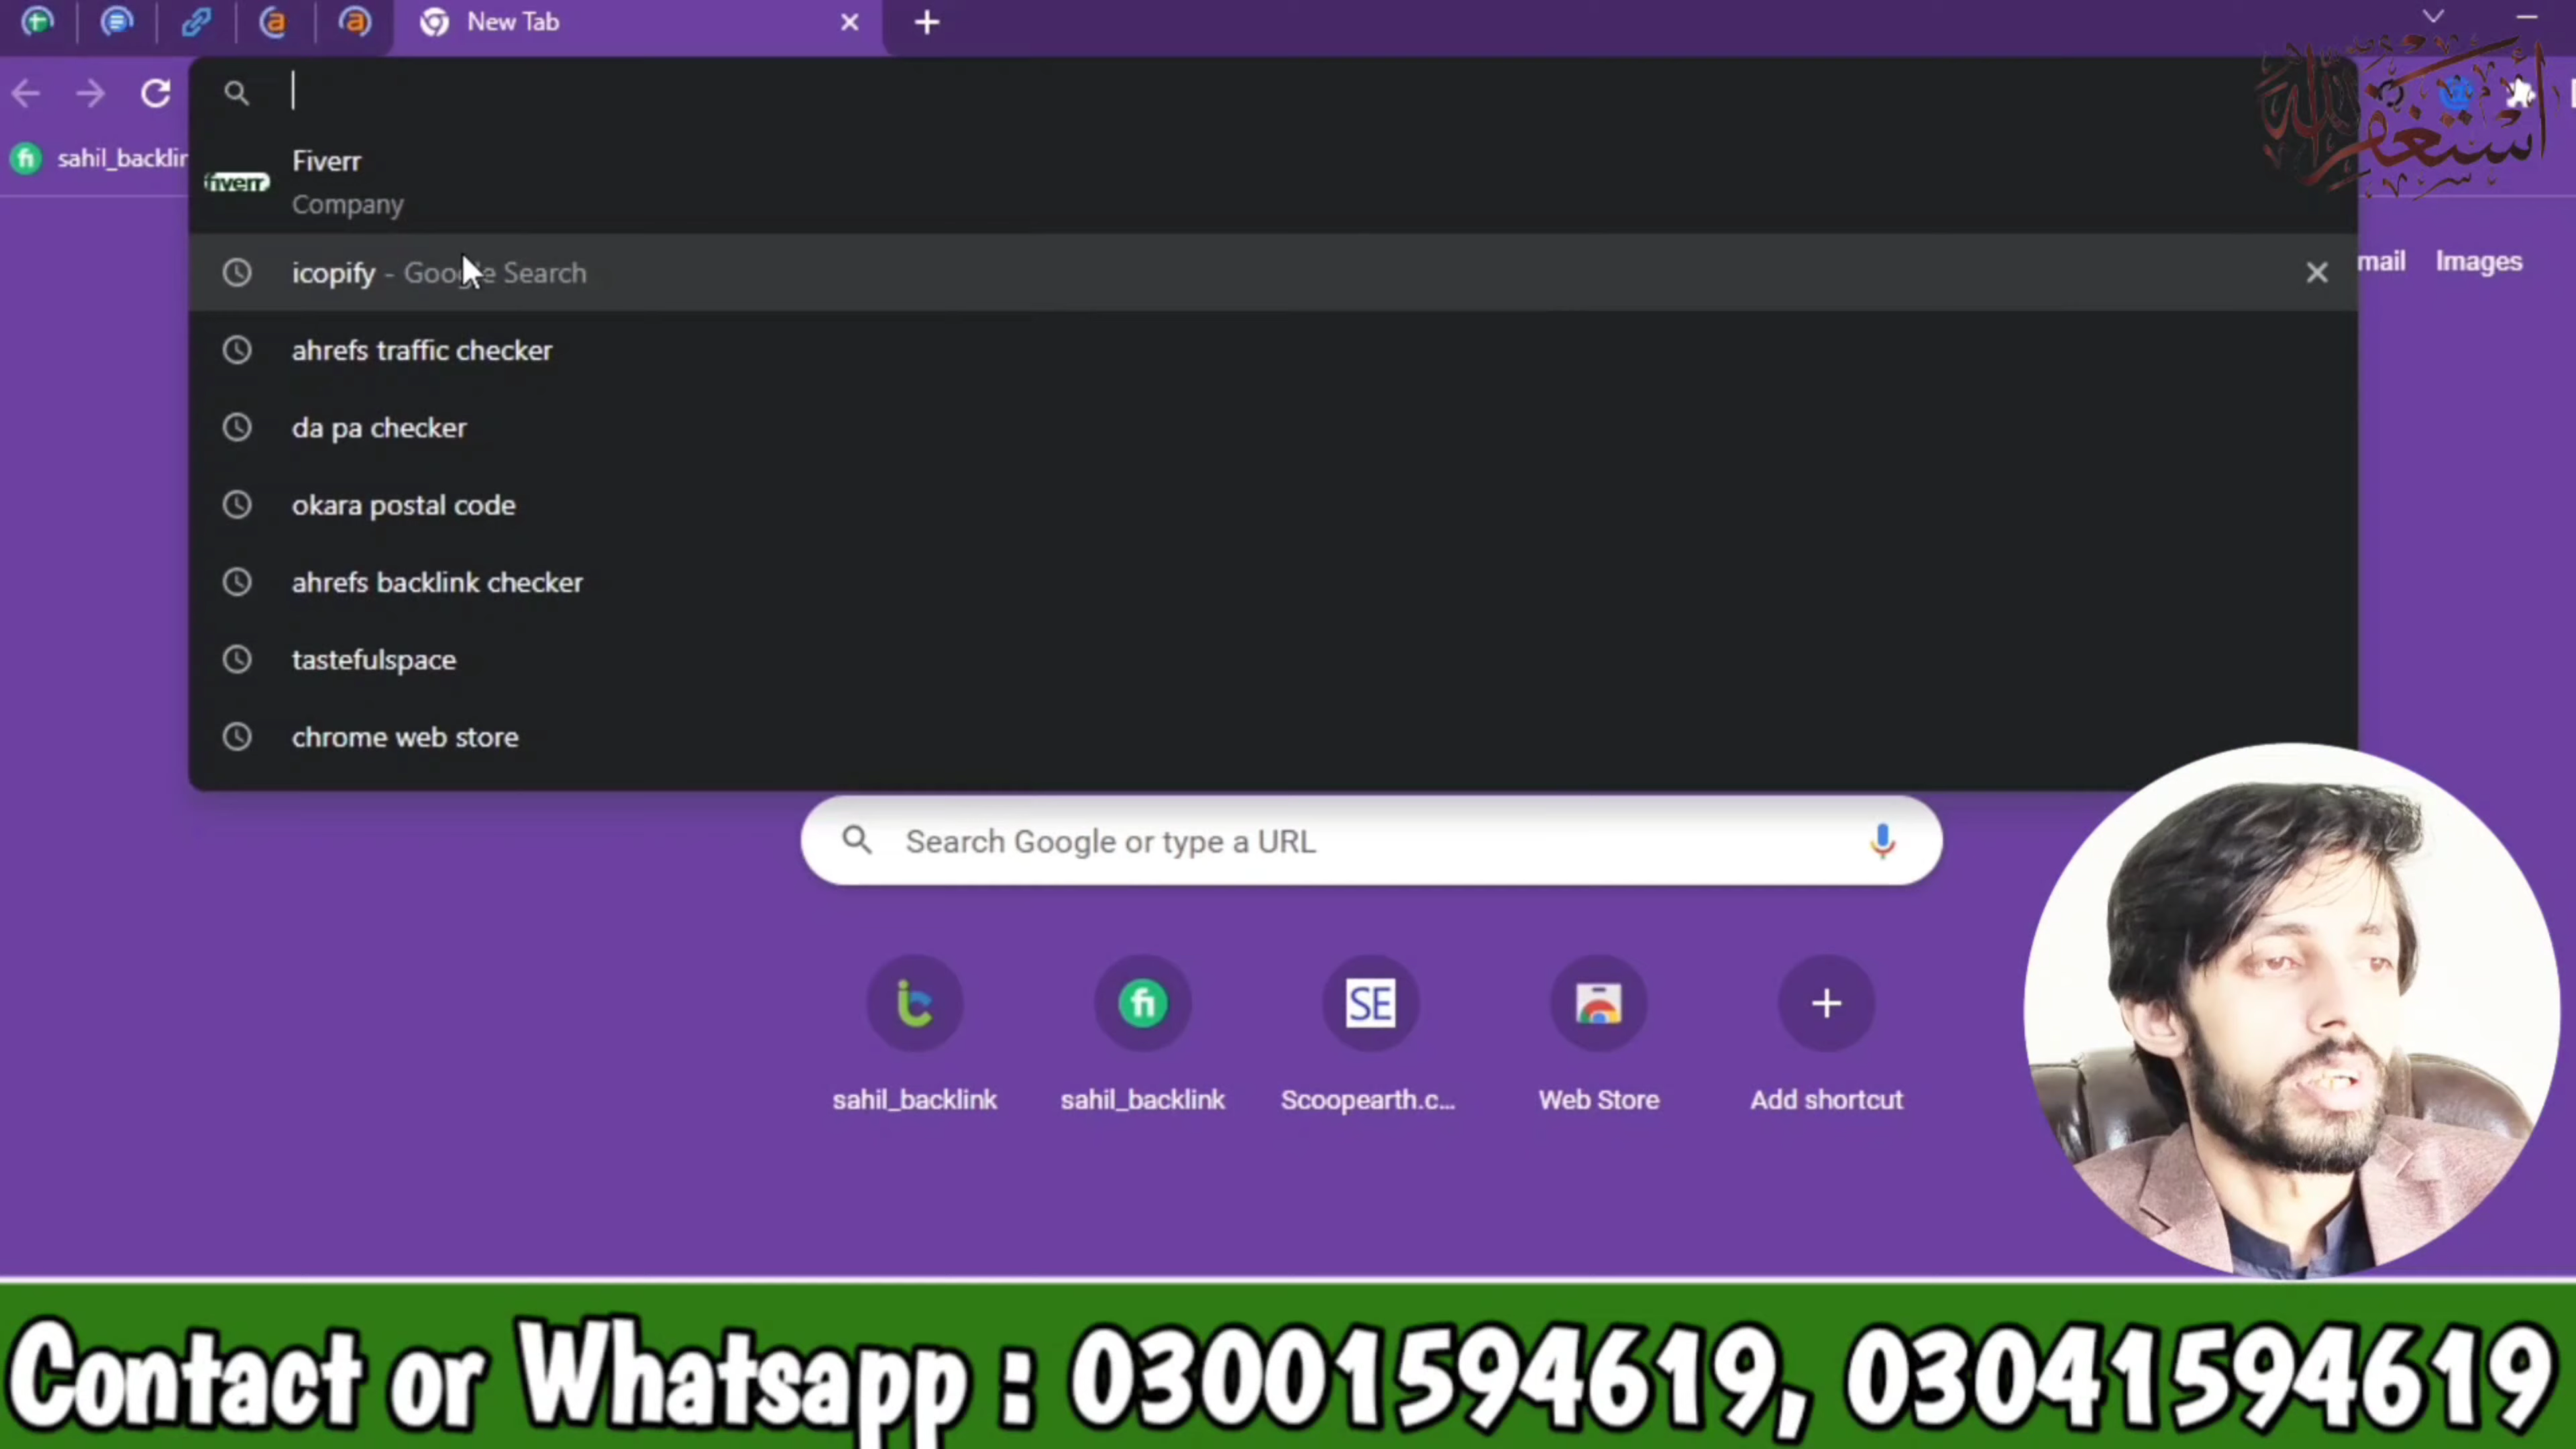 New Tab
sahil_backlin
fiverr
Fiverr
Company
icopify - Google Search
ahrefs traffic checker
da pa checker
okara postal code
ahrefs backlink checker
tastefulspace
chrome web store
أستغفر الله
mail Images
Search Google or type a URL
SE
sahil_backlink sahil_backlink Scoopearth.c... Web Store Add shortcut
Contact or Whatsapp : 03001594619, 03041594619